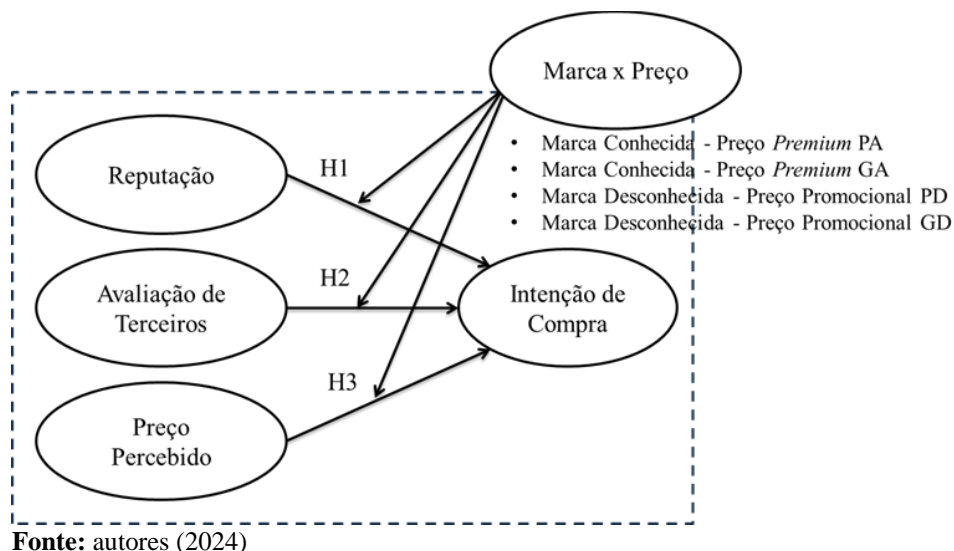 Marca x Preço
• Marca Conhecida - Preço Premium PA
• Marca Conhecida - Preço Premium GA
• Marca Desconhecida - Preço Promocional PD
• Marca Desconhecida - Preço Promocional GD
Reputação
H1
Avaliação de
Terceiros
H2
Intenção de
Compra
H3
Preço
Percebido
Fonte: autores (2024)